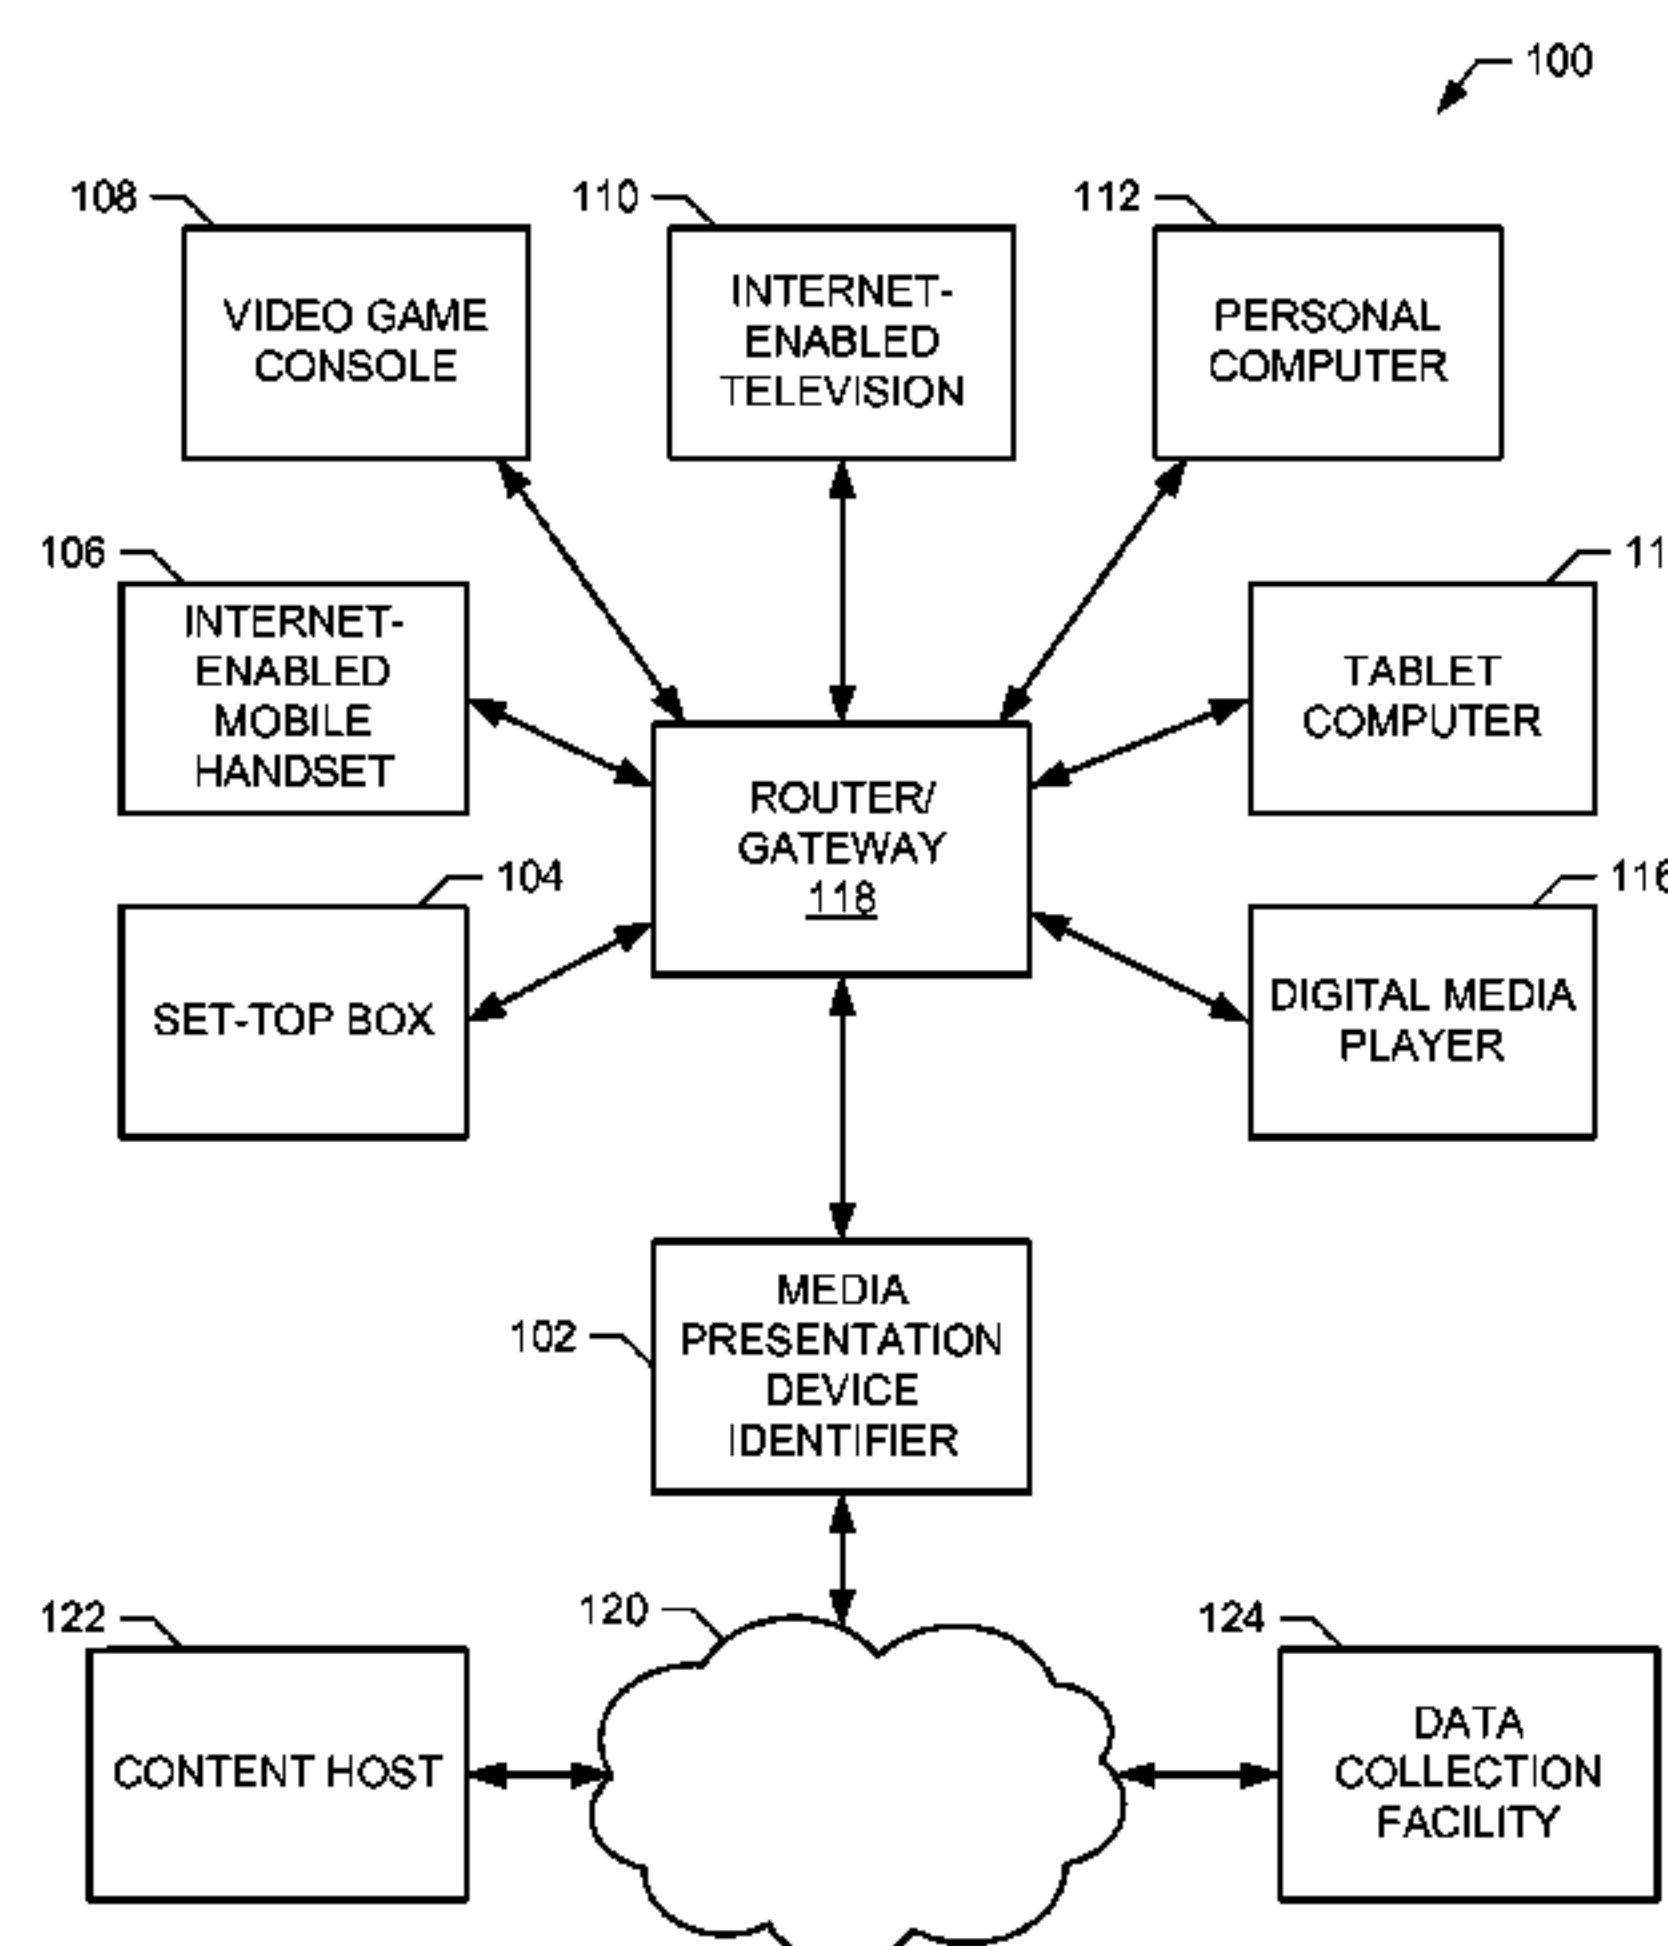 100
108
110
112
VIDEO GAME
CONSOLE
INTERNET-
ENABLED
TELEVISION
PERSONAL
COMPUTER
106
11
INTERNET-
ENABLED
MOBILE
HANDSET
TABLET
COMPUTER
ROUTER/
GATEWAY
118
104
116
SET-TOP BOX
DIGITAL MEDIA
PLAYER
102
MEDIA
PRESENTATION
DEVICE
IDENTIFIER
122
120
124
CONTENT HOST
DATA
COLLECTION
FACILITY